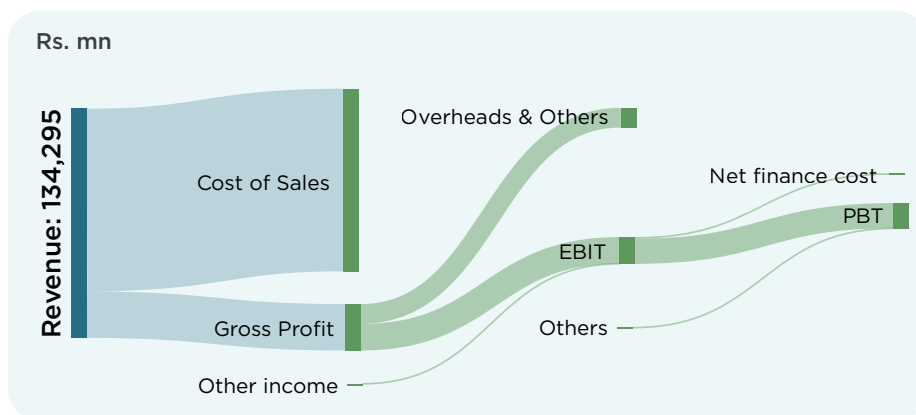 Rs. mn
Revenue: 134,295
Cost of Sales
Gross Profit
Other income
Overheads & Others
EBIT
Others
Net finance cost
PBT